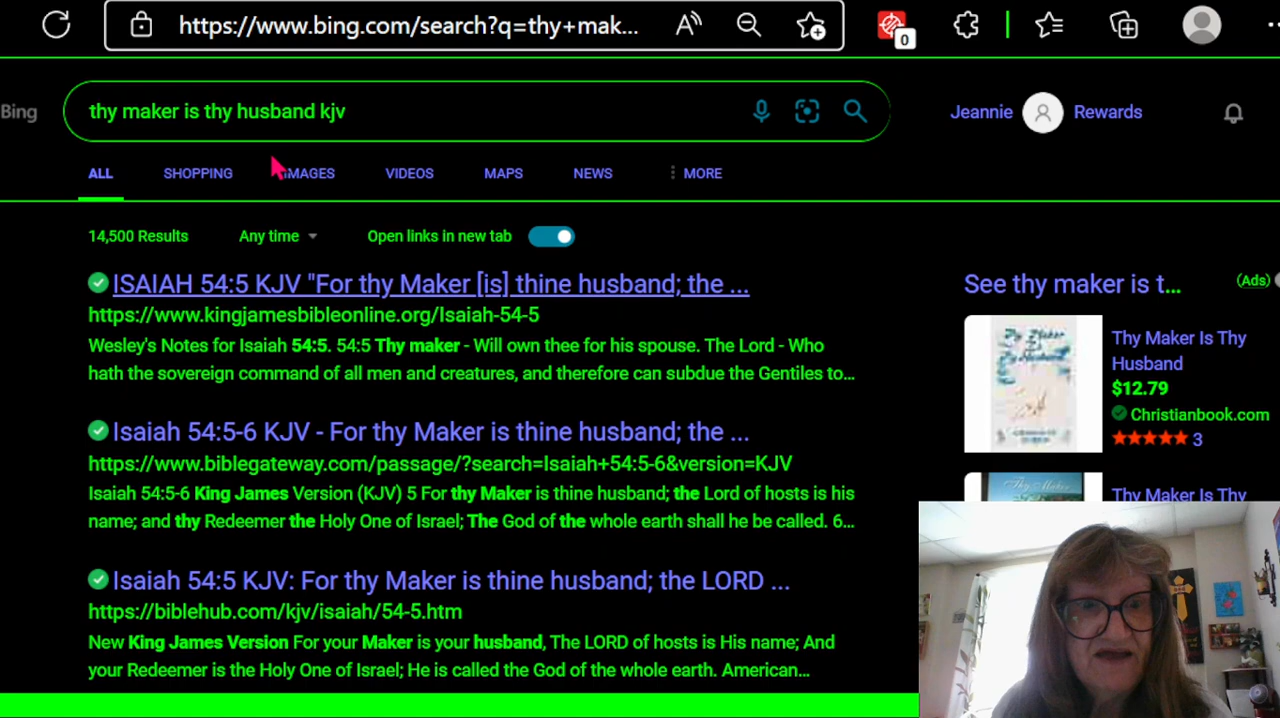 https://www.bing.com/search?q=thy+mak...
0
Bing
thy maker is thy husband kjv
Jeannie
Rewards
ALL
SHOPPING
IMAGES
VIDEOS
MAPS
NEWS
MORE
14,500 Results
Any time
Open links in new tab
ISAIAH 54:5 KJV "For thy Maker [is] thine husband; the ...
https://www.kingjamesbibleonline.org/Isaiah-54-5
Wesley's Notes for Isaiah 54:5. 54:5 Thy maker - Will own thee for his spouse. The Lord - Who
hath the sovereign command of all men and creatures, and therefore can subdue the Gentiles to...
Isaiah 54:5-6 KJV - For thy Maker is thine husband; the ...
https://www.biblegateway.com/passage/?search=Isaiah+54:5-6&version=KJV
Isaiah 54:5-6 King James Version (KJV) 5 For thy Maker is thine husband; the Lord of hosts is his
name; and thy Redeemer the Holy One of Israel; The God of the whole earth shall he be called. 6...
Isaiah 54:5 KJV: For thy Maker is thine husband; the LORD ...
https://biblehub.com/kjv/isaiah/54-5.htm
New King James Version For your Maker is your husband, The LORD of hosts is His name; And
your Redeemer is the Holy One of Israel; He is called the God of the whole earth. American...
See thy maker is t...
(Ads)
Thy Maker Is Thy
Husband
$12.79
Christianbook.com
3
Thy Maker Is Thy